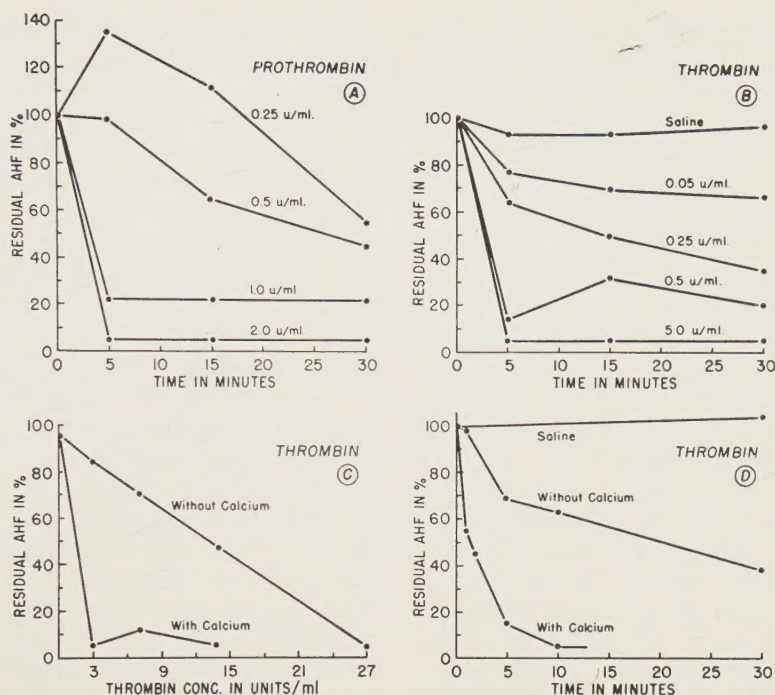 140
120
100
80
60
40
20
0
RESIDUAL AHF IN %
PROTHROMBIN
A
0.25 u/ml.
0.5 u/ml.
1.0 u/ml
2.0 u/ml.
0 5 10 15 20 25 30
TIME IN MINUTES
100
80
60
40
20
0
RESIDUAL AHF IN %
THROMBIN
B
Saline
0.05 u/ml.
0.25 u/ml.
0.5 u/ml.
5.0 u/ml.
0 5 10 15 20 25 30
TIME IN MINUTES
100
80
60
40
20
0
RESIDUAL AHF IN %
THROMBIN
C
Without Calcium
With Calcium
3 9 15 21 27
THROMBIN CONC. IN UNITS/ml
100
80
60
40
20
0
RESIDUAL AHF IN %
Saline
THROMBIN
D
Without Calcium
With Calcium
0 5 10 15 20 25 30
TIME IN MINUTES